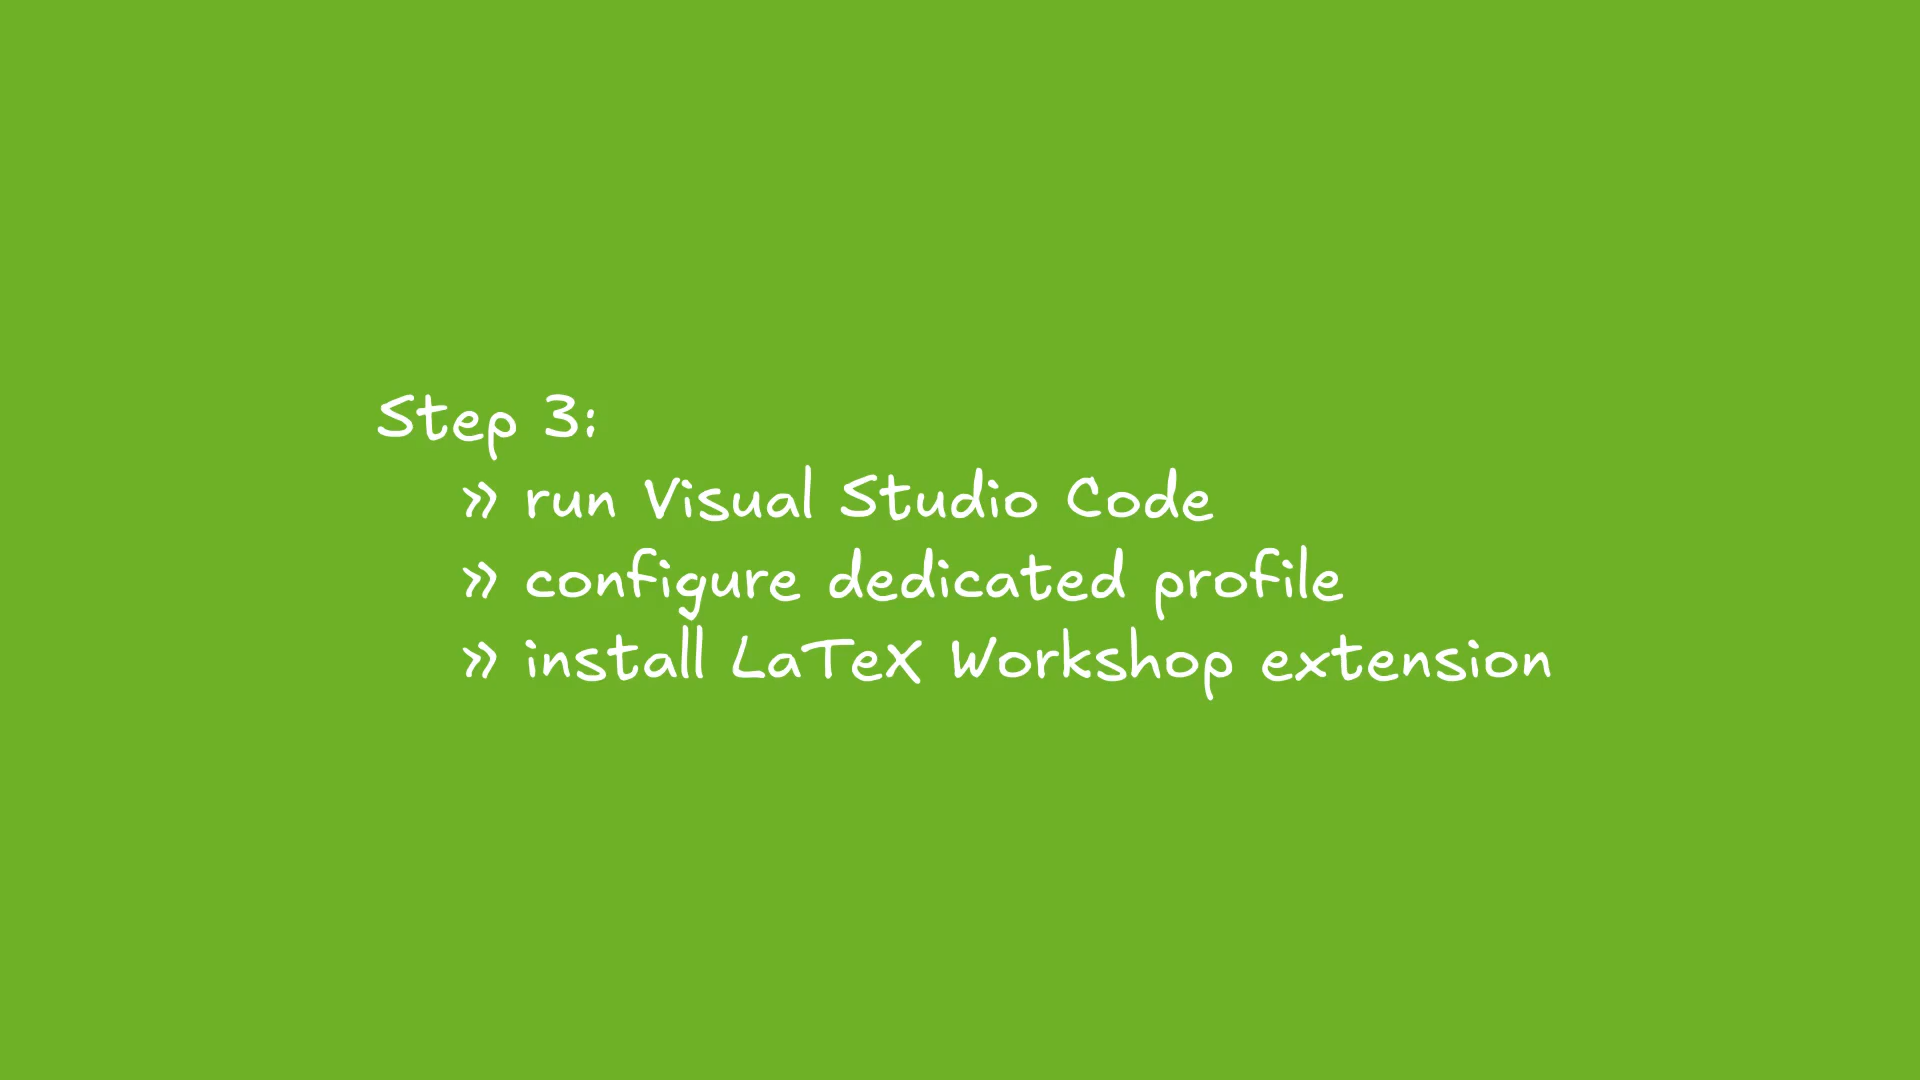 Step 3:
» run Visual Studio Code
» configure dedicated profile
» install LaTeX Workshop extension